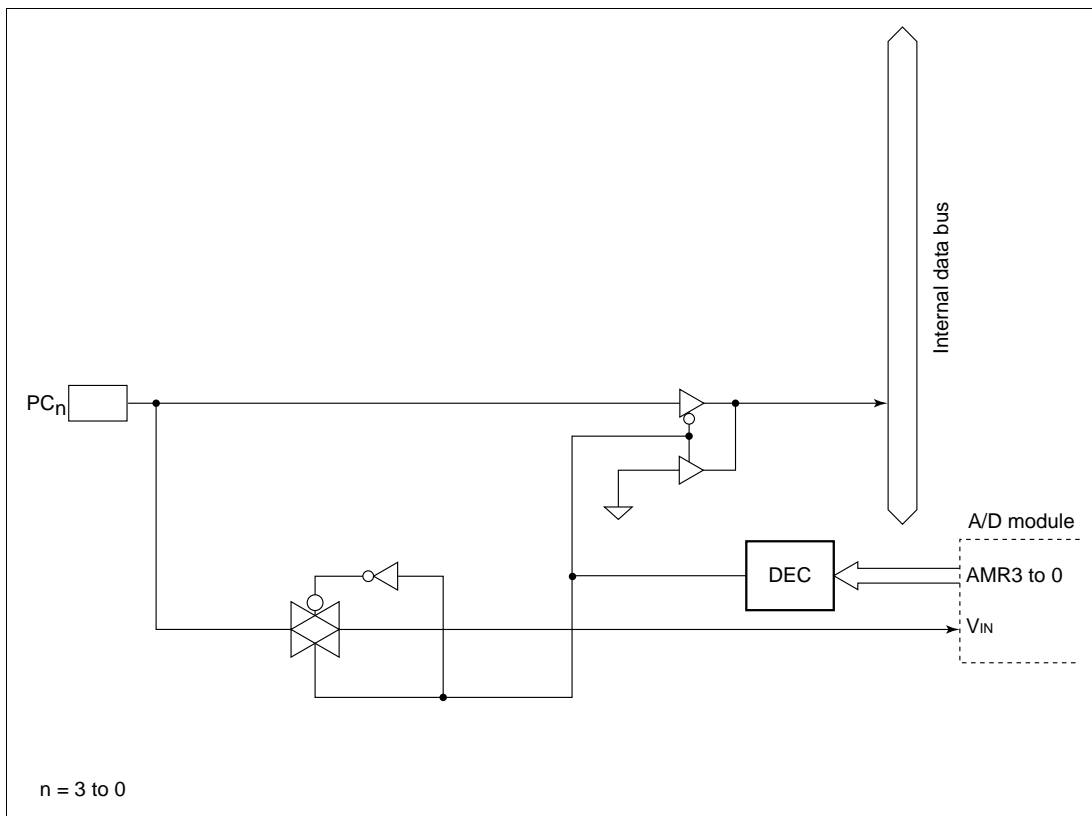 Internal data bus
PCn
A/D module
DEC
AMR3 to 0
VIN
n = 3 to 0